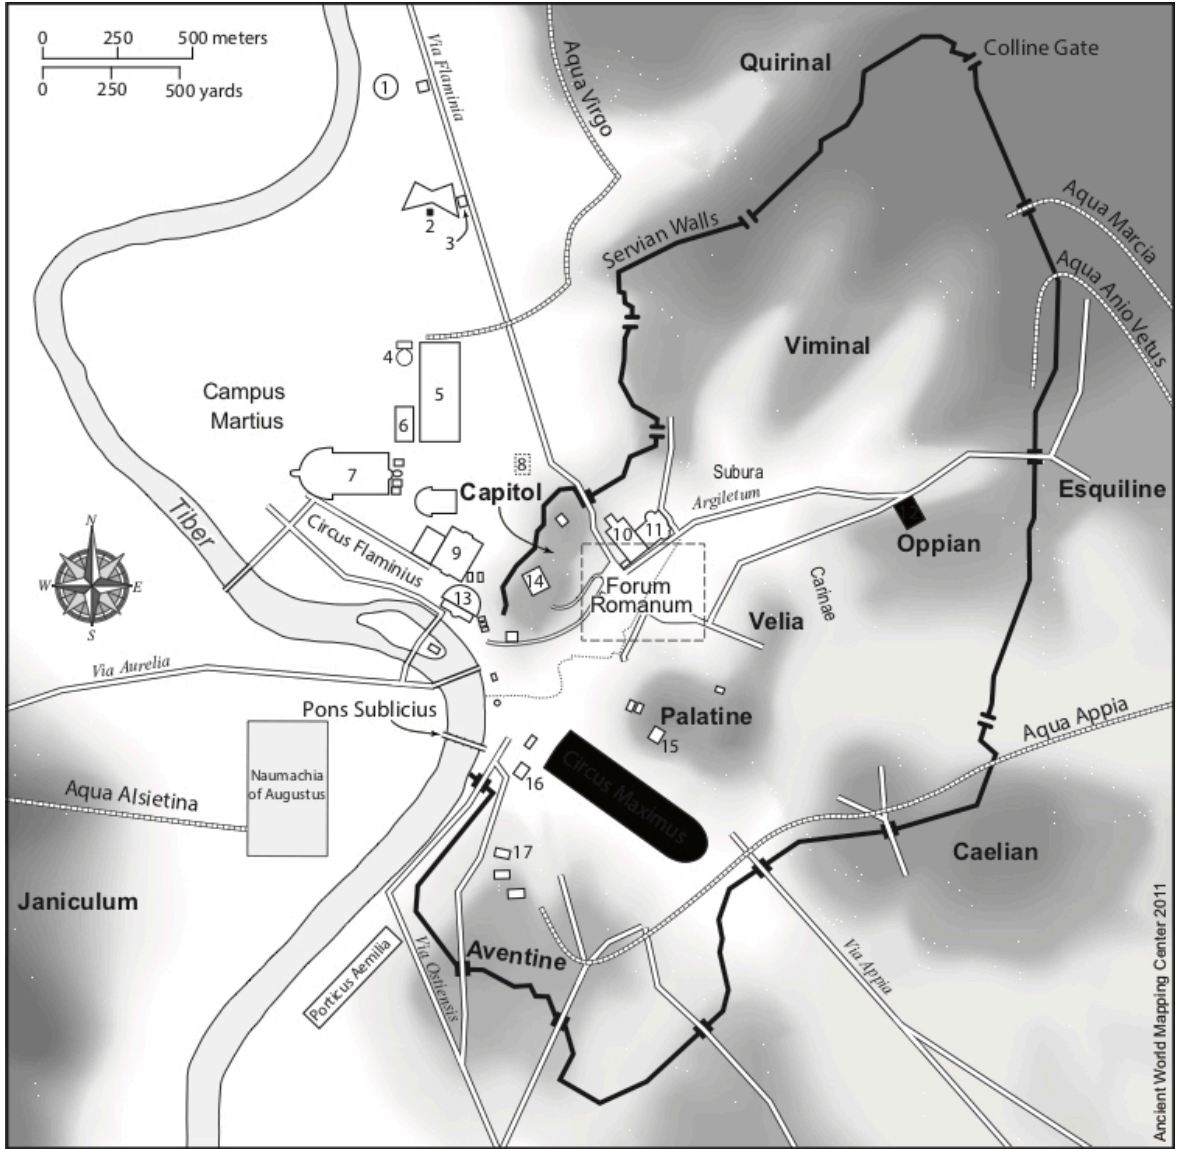 0 250 500 meters
0 250 500 yards
1
Via Flaminia
Aqua Virgo
Quirinal
Colline Gate
2
3
Servian Walls
Aqua Marcia
Aqua Anio Vetus
4
5
Viminal
Campus
Martius
6
7
8
Capitol
Subura
Argiletum
Esquiline
Tiber
Circus Flaminius
9
10
11
12
Oppian
N
W E
S
13
14
Forum
Romanum
Velia
Carinae
Via Aurelia
Pons Sublicius
Palatine
15
Aqua Appia
Naumachia
of Augustus
Aqua Alsietina
16
Circus Maximus
17
Caelian
Janiculum
Aventine
Porticus Aemilia
Via Ostiensis
Via Appia
Ancient World Mapping Center 2011